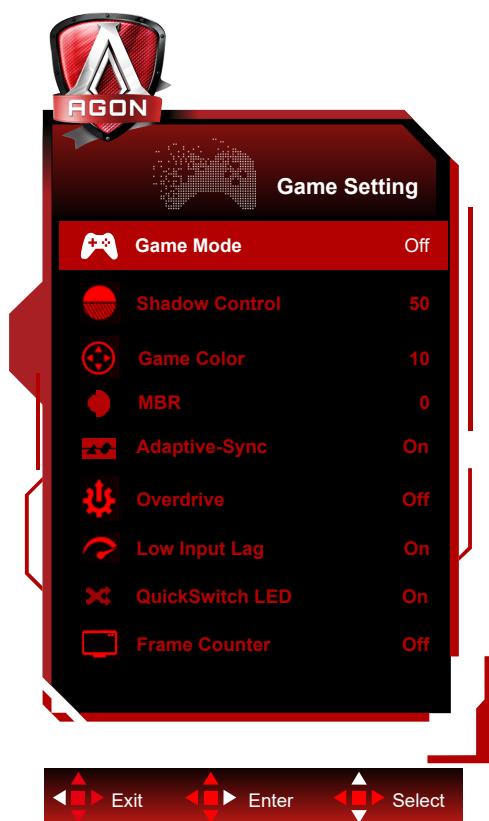 AGON
Game Setting
Game Mode Off
Shadow Control 50
Game Color 10
MBR 0
Adaptive-Sync On
Overdrive Off
Low Input Lag On
QuickSwitch LED On
Frame Counter Off
Exit Enter Select